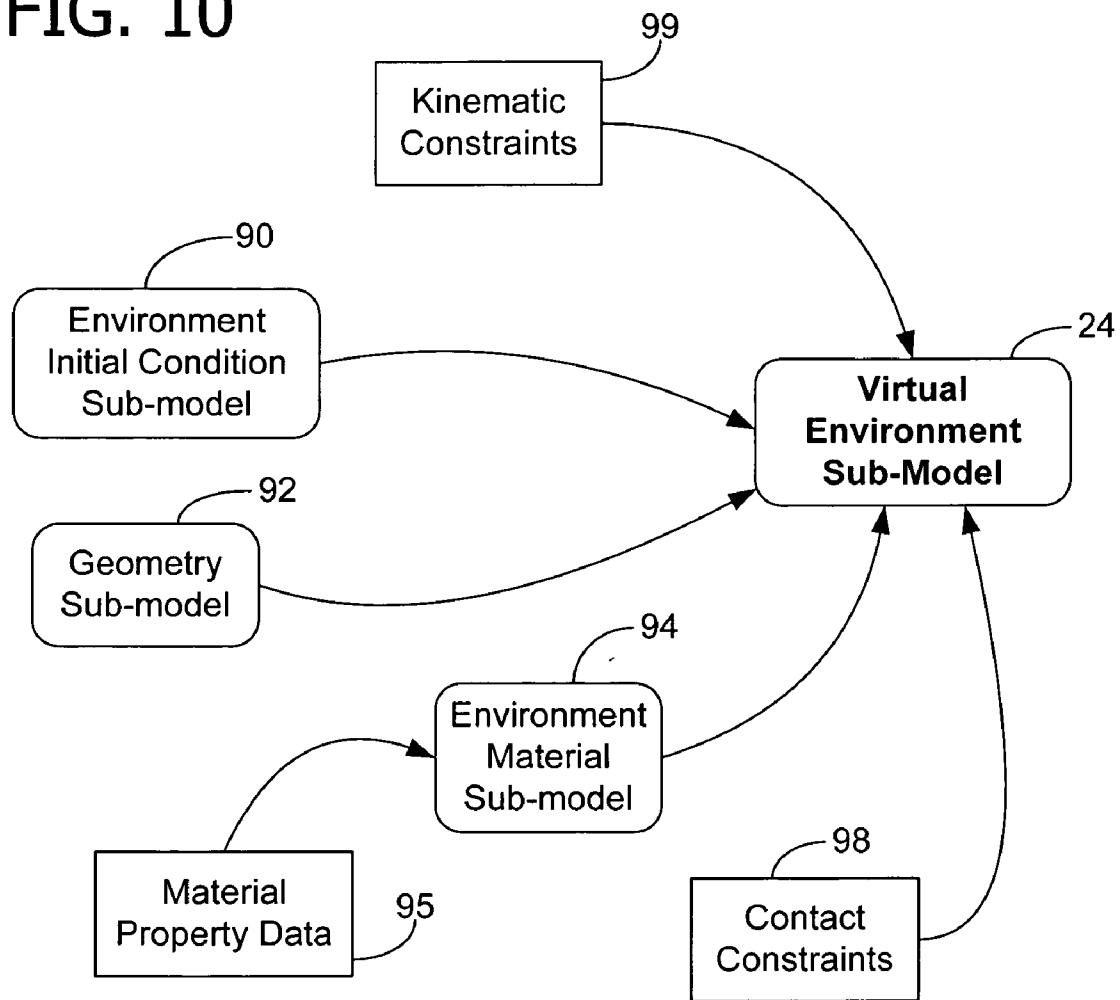 FIG. 10
99
Kinematic
Constraints
90
Environment
Initial Condition
Sub-model
24
Virtual
Environment
Sub-Model
92
Geometry
Sub-model
94
Environment
Material
Sub-model
98
Material
Property Data
95
Contact
Constraints